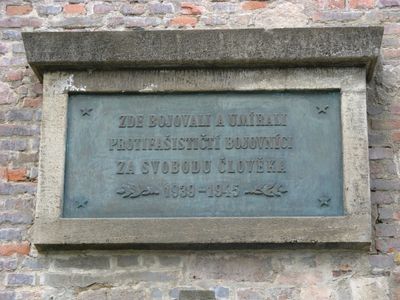 ZDE BOJOVALI A UMÍRALI
PROTIFAŠISTIČTÍ BOJOVNÍCI
ZA SVOBODU ČLOVĚKA
1939-1945